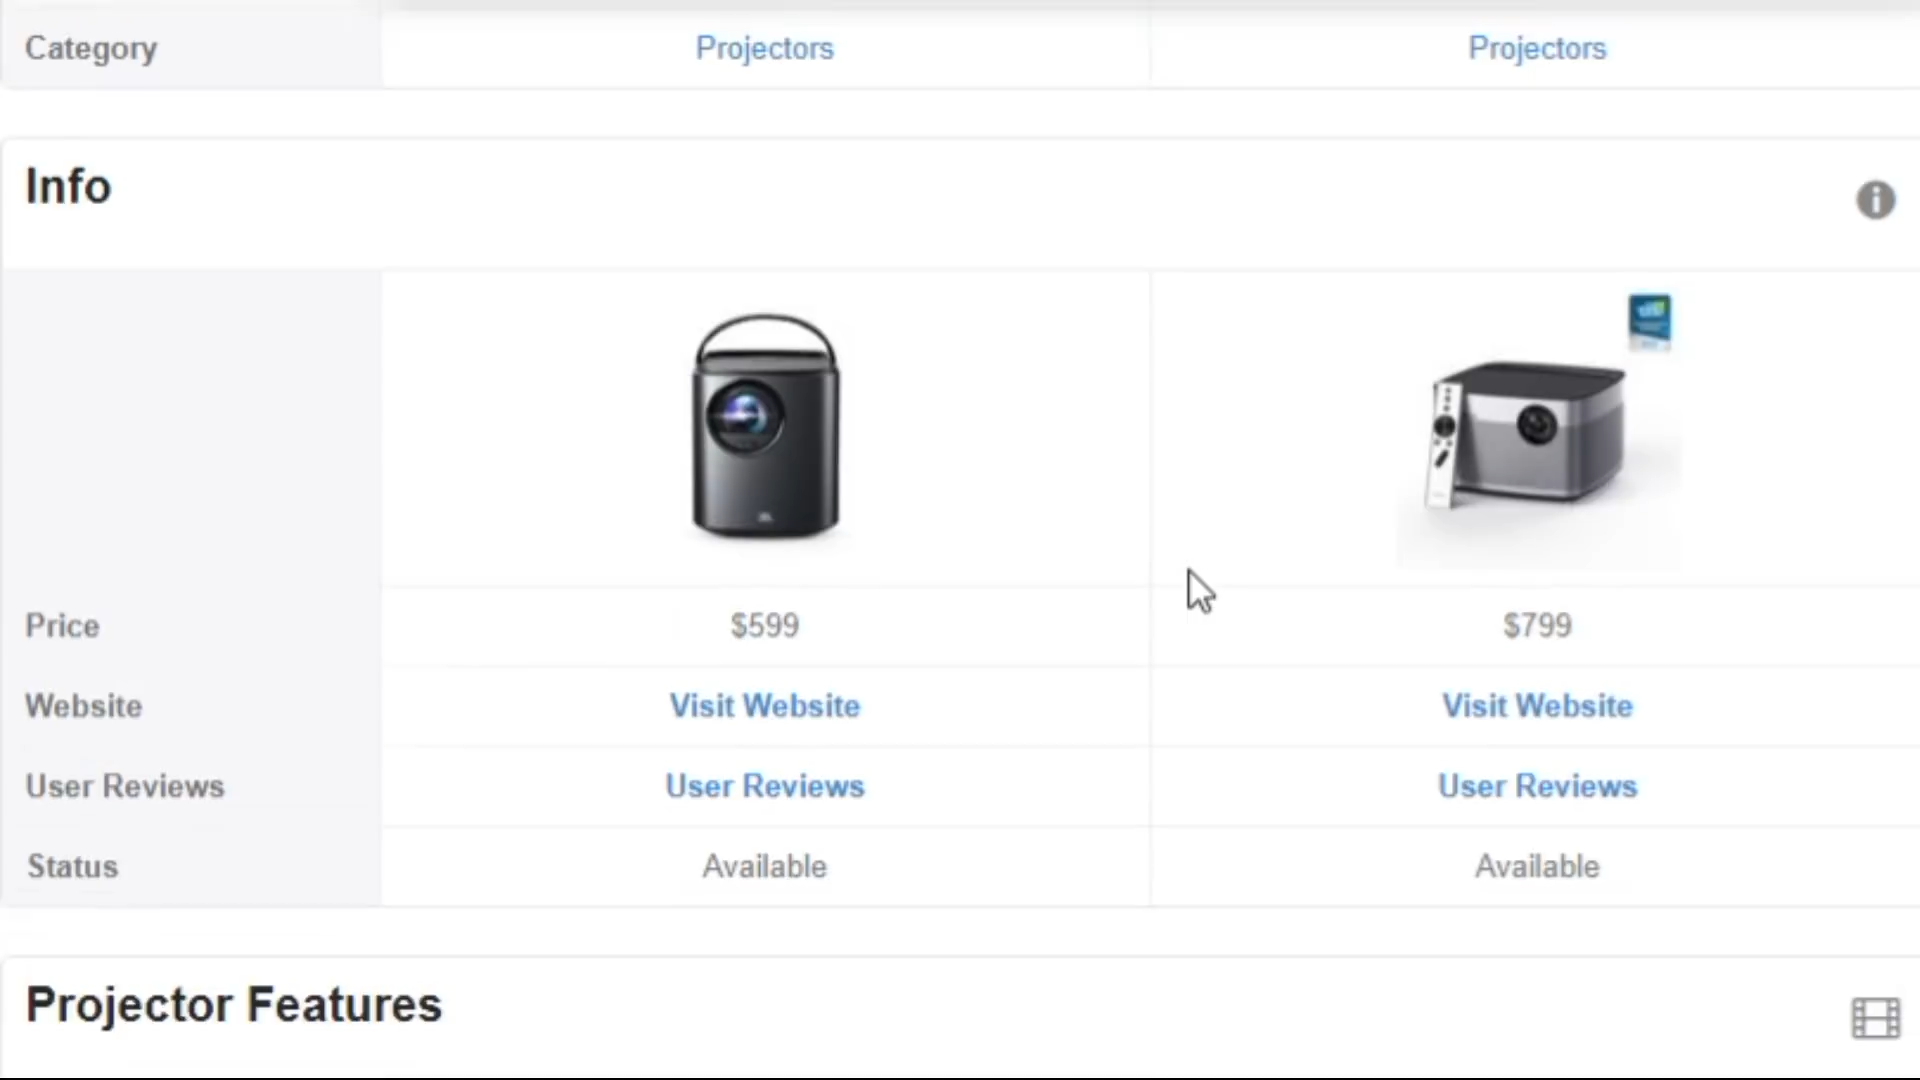 Category Projectors Projectors
Info
Price $599 $799
Website Visit Website Visit Website
User Reviews User Reviews User Reviews
Status Available Available
Projector Features